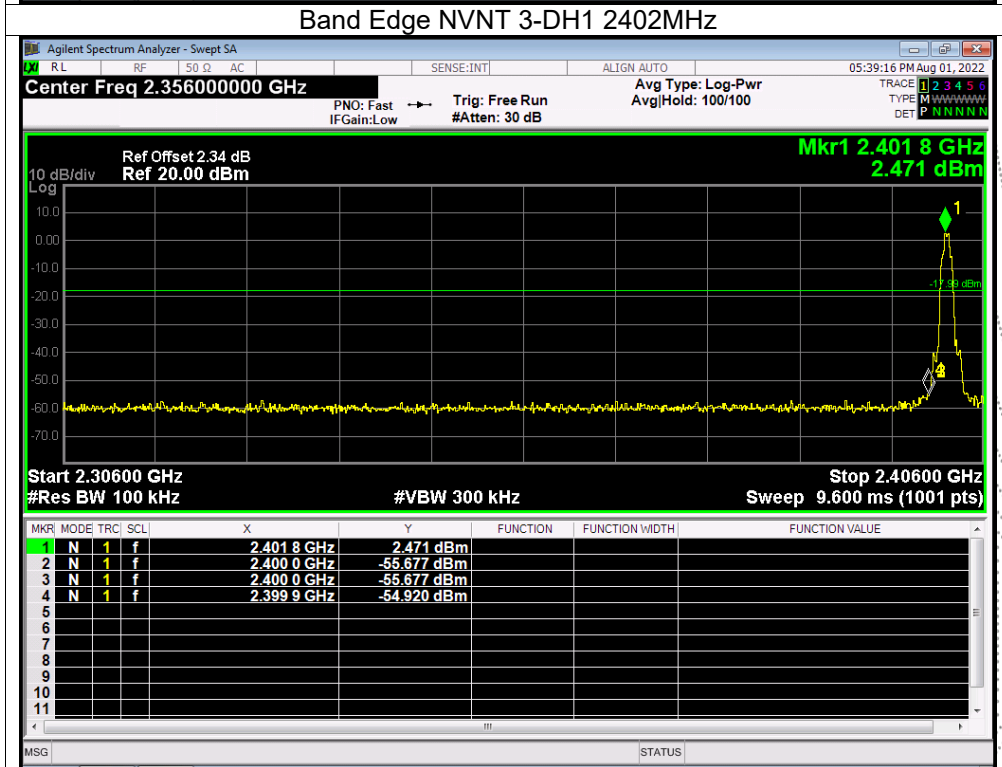 Band Edge NVNT 3-DH1 2402MHz
Agilent Spectrum Analyzer - Swept SA
LXI RL RF 50 Ω AC SENSE:INT ALIGN AUTO 05:39:16 PM Aug 01, 2022
Center Freq 2.356000000 GHz
PNO: Fast
IFGain:Low
Trig: Free Run
#Atten: 30 dB
Avg Type: Log-Pwr
Avg|Hold: 100/100
TRACE 1 2 3 4 5 6
TYPE M WWWWW
DET P N N N N N
Mkr1 2.401 8 GHz
2.471 dBm
Ref Offset 2.34 dB
10 dB/div Ref 20.00 dBm
Log
10.0
0.00
-10.0
-20.0
-30.0
-40.0
-50.0
-60.0
-70.0
1
-17.99 dBm
Start 2.30600 GHz Stop 2.40600 GHz
#Res BW 100 kHz #VBW 300 kHz Sweep 9.600 ms (1001 pts)
MKR MODE TRC SCL X Y FUNCTION FUNCTION WIDTH FUNCTION VALUE
1 N 1 f 2.401 8 GHz 2.471 dBm
2 N 1 f 2.400 0 GHz -55.677 dBm
3 N 1 f 2.400 0 GHz -55.677 dBm
4 N 1 f 2.399 9 GHz -54.920 dBm
5
6
7
8
9
10
11
MSG STATUS